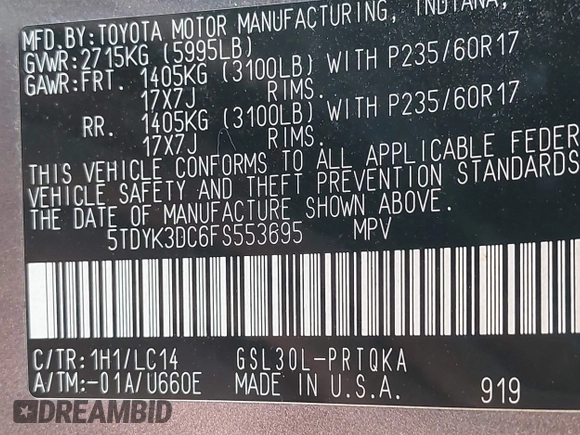 MFD.BY:TOYOTA MOTOR MANUFACTURING, INDIANA,
GVWR:2715KG (5995LB)
GAWR:FRT. 1405KG (3100LB) WITH P235/60R17
17X7J RIMS.
RR. 1405KG (3100LB) WITH P235/60R17
17X7J RIMS.
THIS VEHICLE CONFORMS TO ALL APPLICABLE FEDER
VEHICLE SAFETY AND THEFT PREVENTION STANDARDS
THE DATE OF MANUFACTURE SHOWN ABOVE.
5TDYK3DC6FS553695 MPV
C/TR:1H1/LC14 GSL30L-PRTQKA
A/TM:-01A/U660E MADE IN U.S.A. 919
DREAMBID